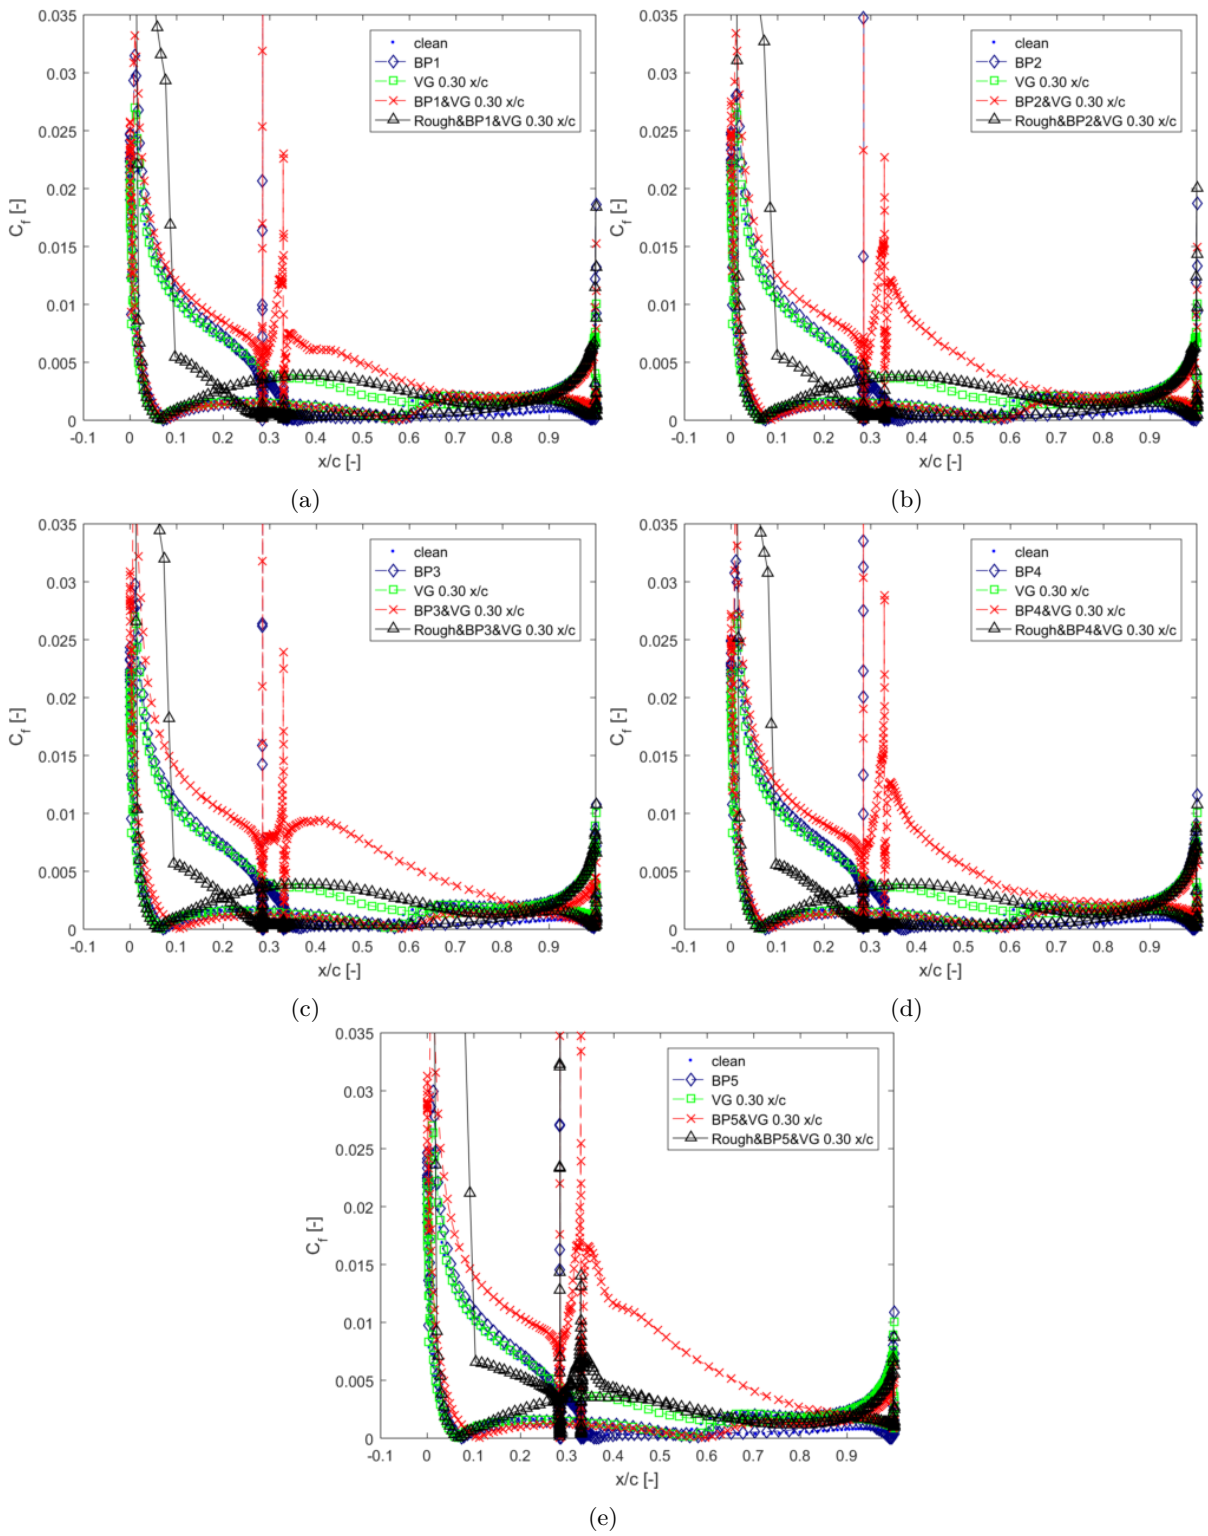 0.035
0.03
0.025
0.02
0.015
0.01
0.005
0
C_f [-]
-0.1 0 0.1 0.2 0.3 0.4 0.5 0.6 0.7 0.8 0.9
x/c [-]
clean
BP1
VG 0.30 x/c
BP1&VG 0.30 x/c
Rough&BP1&VG 0.30 x/c
(a)
0.035
0.03
0.025
0.02
0.015
0.01
0.005
0
C_f [-]
-0.1 0 0.1 0.2 0.3 0.4 0.5 0.6 0.7 0.8 0.9
x/c [-]
clean
BP2
VG 0.30 x/c
BP2&VG 0.30 x/c
Rough&BP2&VG 0.30 x/c
(b)
0.035
0.03
0.025
0.02
0.015
0.01
0.005
0
C_f [-]
-0.1 0 0.1 0.2 0.3 0.4 0.5 0.6 0.7 0.8 0.9
x/c [-]
clean
BP3
VG 0.30 x/c
BP3&VG 0.30 x/c
Rough&BP3&VG 0.30 x/c
(c)
0.035
0.03
0.025
0.02
0.015
0.01
0.005
0
C_f [-]
-0.1 0 0.1 0.2 0.3 0.4 0.5 0.6 0.7 0.8 0.9
x/c [-]
clean
BP4
VG 0.30 x/c
BP4&VG 0.30 x/c
Rough&BP4&VG 0.30 x/c
(d)
0.035
0.03
0.025
0.02
0.015
0.01
0.005
0
C_f [-]
-0.1 0 0.1 0.2 0.3 0.4 0.5 0.6 0.7 0.8 0.9
x/c [-]
clean
BP5
VG 0.30 x/c
BP5&VG 0.30 x/c
Rough&BP5&VG 0.30 x/c
(e)